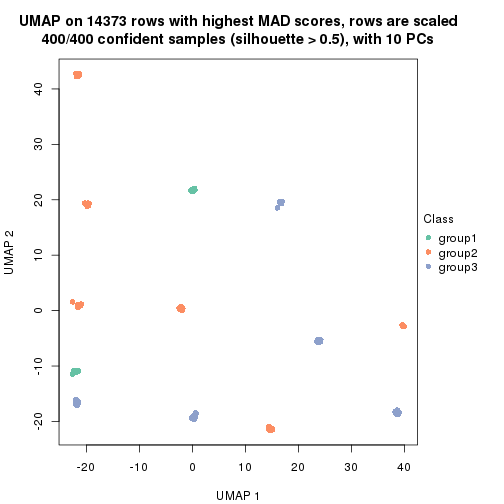 UMAP on 14373 rows with highest MAD scores, rows are scaled
400/400 confident samples (silhouette > 0.5), with 10 PCs
40
30
20
10
0
-10
-20
UMAP 2
-20
-10
0
10
20
30
40
UMAP 1
Class
group1
group2
group3